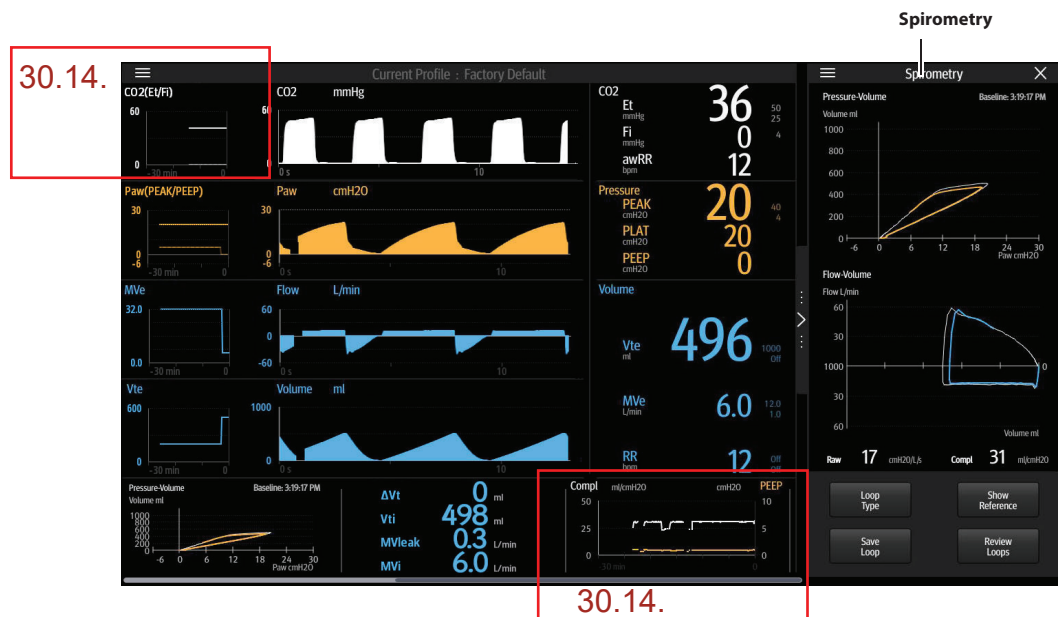 Spirometry
30.14.
Current Profile : Factory Default
CO2(Et/Fi)
60
0
-30 min
0
CO2 mmHg
60
0
0 s
10
CO2
Et
mmHg
36
50
25
Fi
mmHg
0
4
awRR
bpm
12
Paw(PEAK/PEEP)
30
0
-6
-30 min
0
Paw cmH2O
30
0
-6
0 s
10
Pressure
PEAK
cmH2O
20
40
4
PLAT
cmH2O
20
PEEP
cmH2O
0
MVe
32.0
0.0
-30 min
0
Flow L/min
60
0
-60
0 s
10
Volume
Vte
ml
496
1000
Off
MVe
L/min
6.0
12.0
1.0
RR
bpm
12
Off
Off
Vte
600
0
-30 min
0
Volume ml
1000
0
0 s
10
Pressure-Volume Baseline: 3:19:17 PM
Volume ml
1000
800
600
400
200
0
-6 0 6 12 18 24 30
Paw cmH2O
ΔVt 0 ml
Vti 498 ml
MVleak 0.3 L/min
MVi 6.0 L/min
Compl ml/cmH2O cmH2O PEEP
50 10
25 5
0 0
-30 min 0
30.14.
Spirometry
Pressure-Volume Baseline: 3:19:17 PM
Volume ml
1000
800
600
400
200
0
-6 0 6 12 18 24 30
Paw cmH2O
Flow-Volume
Flow L/min
60
30
1000 0
30
60
Volume ml
Raw 17 cmH2O/L/s Compl 31 ml/cmH2O
Loop
Type
Show
Reference
Save
Loop
Review
Loops